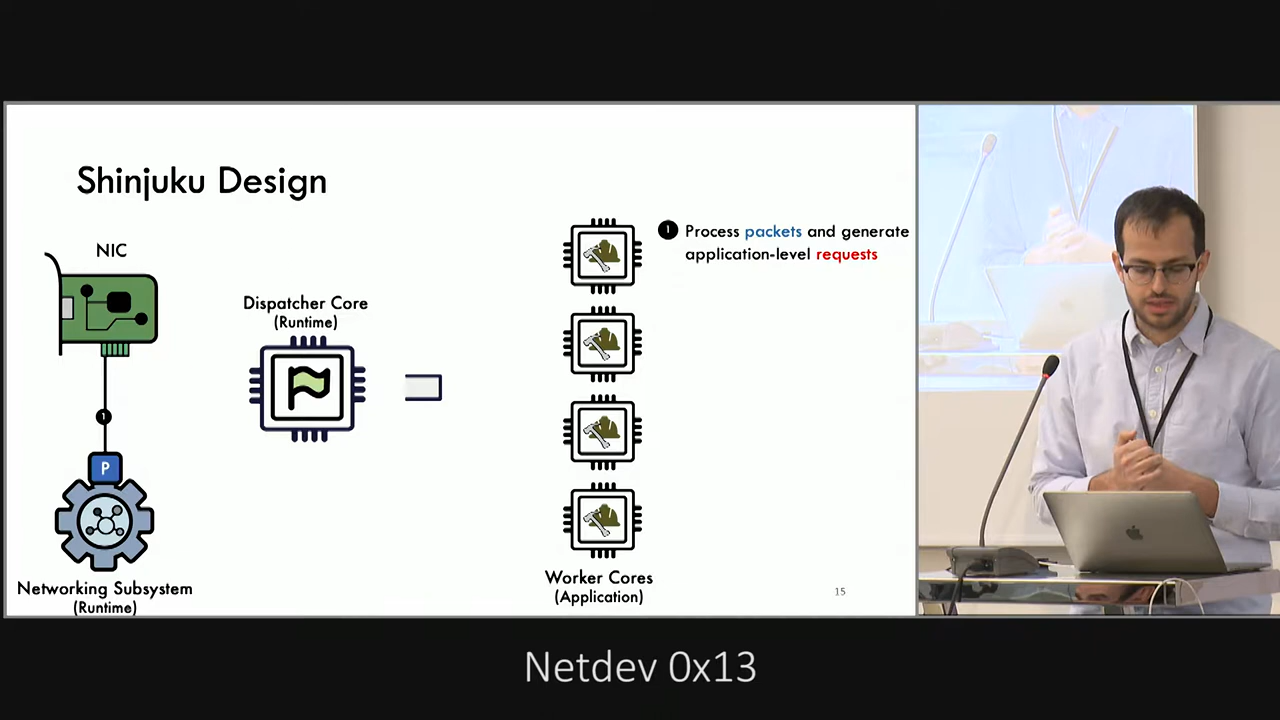 Shinjuku Design
NIC
1 Process packets and generate
application-level requests
Dispatcher Core
(Runtime)
1
P
Networking Subsystem
(Runtime)
Worker Cores
(Application)
15
Netdev 0x13